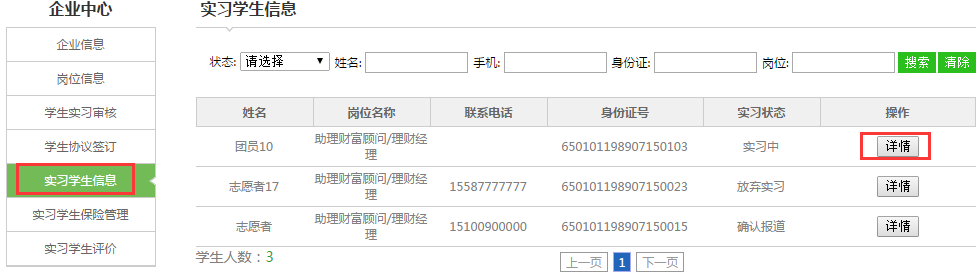 企业中心
企业信息
岗位信息
学生实习审核
学生协议签订
实习学生信息
实习学生保险管理
实习学生评价
实习学生信息
状态: 请选择 姓名: 手机: 身份证: 岗位: 搜索 清除
姓名 岗位名称 联系电话 身份证号 实习状态 操作
团员10 助理财富顾问/理财经理 650101198907150103 实习中 详情
志愿者17 助理财富顾问/理财经理 15587777777 650101198907150023 放弃实习 详情
志愿者 助理财富顾问/理财经理 15100900000 650101198907150015 确认报道 详情
学生人数：3
上一页 1 下一页